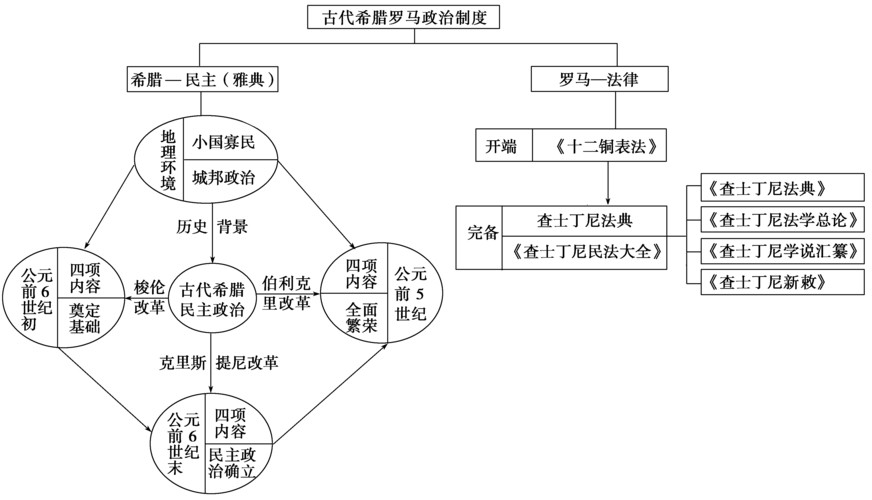 古代希腊罗马政治制度
希腊—民主（雅典）
罗马—法律
地理环境
小国寡民
城邦政治
开端
《十二铜表法》
历史 背景
完备
查士丁尼法典
《查士丁尼民法大全》
《查士丁尼法典》
《查士丁尼法学总论》
《查士丁尼学说汇纂》
《查士丁尼新敕》
公元前6世纪初
四项
内容
奠定
基础
梭伦
改革
古代希腊
民主政治
伯利克
里改革
四项
内容
全面
繁荣
公元前5世纪
克里斯 提尼改革
公元前6世纪末
四项
内容
民主政
治确立